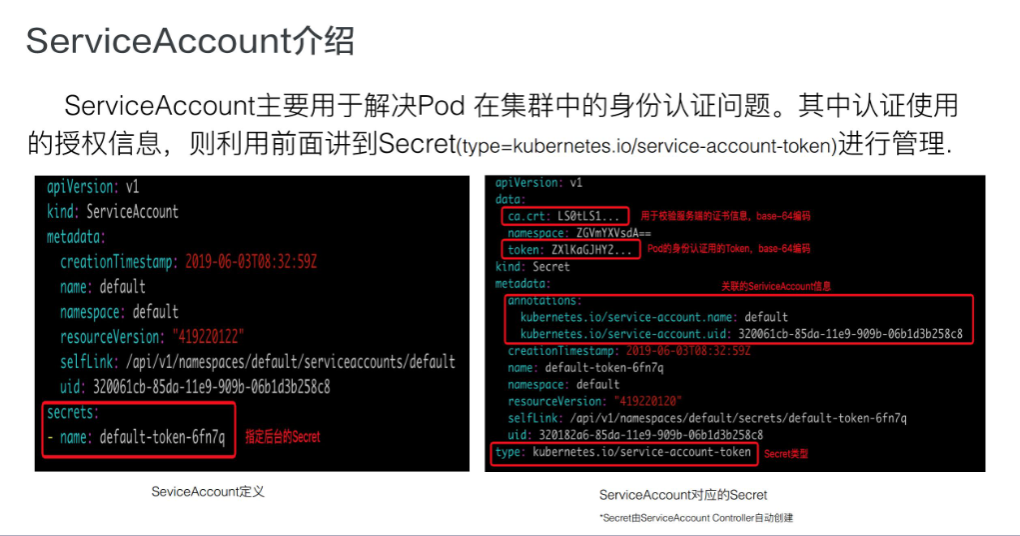 ServiceAccount介绍
ServiceAccount主要用于解决Pod 在集群中的身份认证问题。其中认证使用
的授权信息，则利用前面讲到Secret(type=kubernetes.io/service-account-token)进行管理.
apiVersion: v1
kind: ServiceAccount
metadata:
creationTimestamp: 2019-06-03T08:32:59Z
name: default
namespace: default
resourceVersion: "419220122"
selfLink: /api/v1/namespaces/default/serviceaccounts/default
uid: 320061cb-85da-11e9-909b-06b1d3b258c8
secrets:
- name: default-token-6fn7q 指定后台的Secret
SeviceAccount定义
apiVersion: v1
data:
ca.crt: LS0tLS1... 用于校验服务端的证书信息，base-64编码
namespace: ZGVmYXVsdA==
token: ZXlKaGJHY2... Pod的身份认证用的Token，base-64编码
kind: Secret
metadata: 关联的SeriviceAccount信息
annotations:
kubernetes.io/service-account.name: default
kubernetes.io/service-account.uid: 320061cb-85da-11e9-909b-06b1d3b258c8
creationTimestamp: 2019-06-03T08:32:59Z
name: default-token-6fn7q
namespace: default
resourceVersion: "419220120"
selfLink: /api/v1/namespaces/default/secrets/default-token-6fn7q
uid: 320182a6-85da-11e9-909b-06b1d3b258c8
type: kubernetes.io/service-account-token Secret类型
ServiceAccount对应的Secret
*Secret由ServiceAccount Controller自动创建